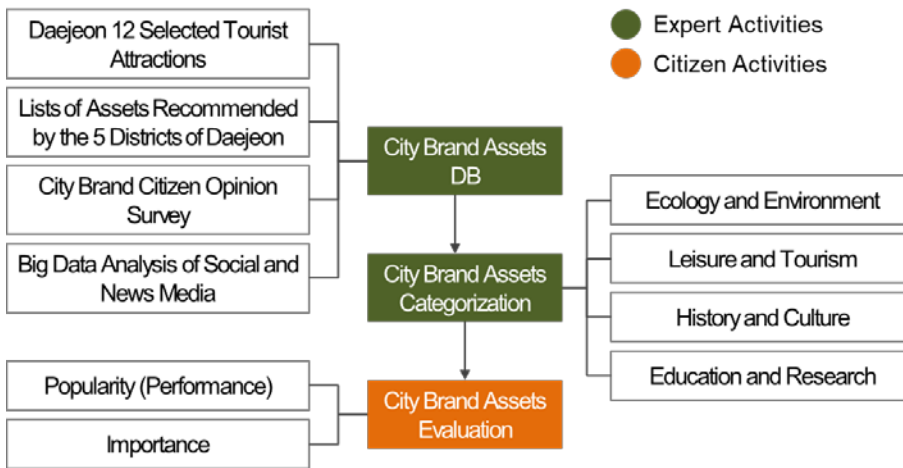 Daejeon 12 Selected Tourist
Attractions
Lists of Assets Recommended
by the 5 Districts of Daejeon
City Brand Citizen Opinion
Survey
Big Data Analysis of Social and
News Media
Popularity (Performance)
Importance
City Brand Assets
DB
City Brand Assets
Categorization
City Brand Assets
Evaluation
Expert Activities
Citizen Activities
Ecology and Environment
Leisure and Tourism
History and Culture
Education and Research